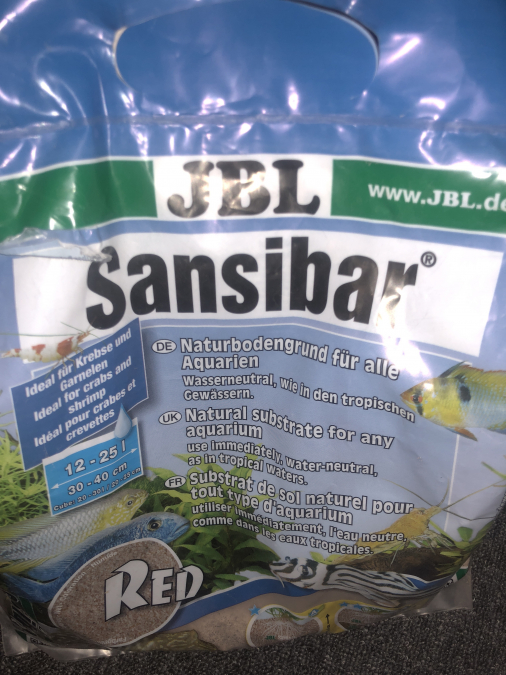 JBL
www.JBL.de
Sansibar®
Ideal für Krebse und
Garnelen
Ideal for crabs and
shrimp
Idéal pour crabes et
crevettes
12 - 25 l
30 - 40 cm
DE Naturbodengrund für alle
Aquarien
Wasserneutral, wie in den tropischen
Gewässern.
UK Natural substrate for any
aquarium
use immediately, water-neutral,
as in tropical waters.
FR Substrat de sol naturel pour
tout type d'aquarium
utiliser immédiatement, l'eau neutre,
comme dans les eaux tropicales.
RED